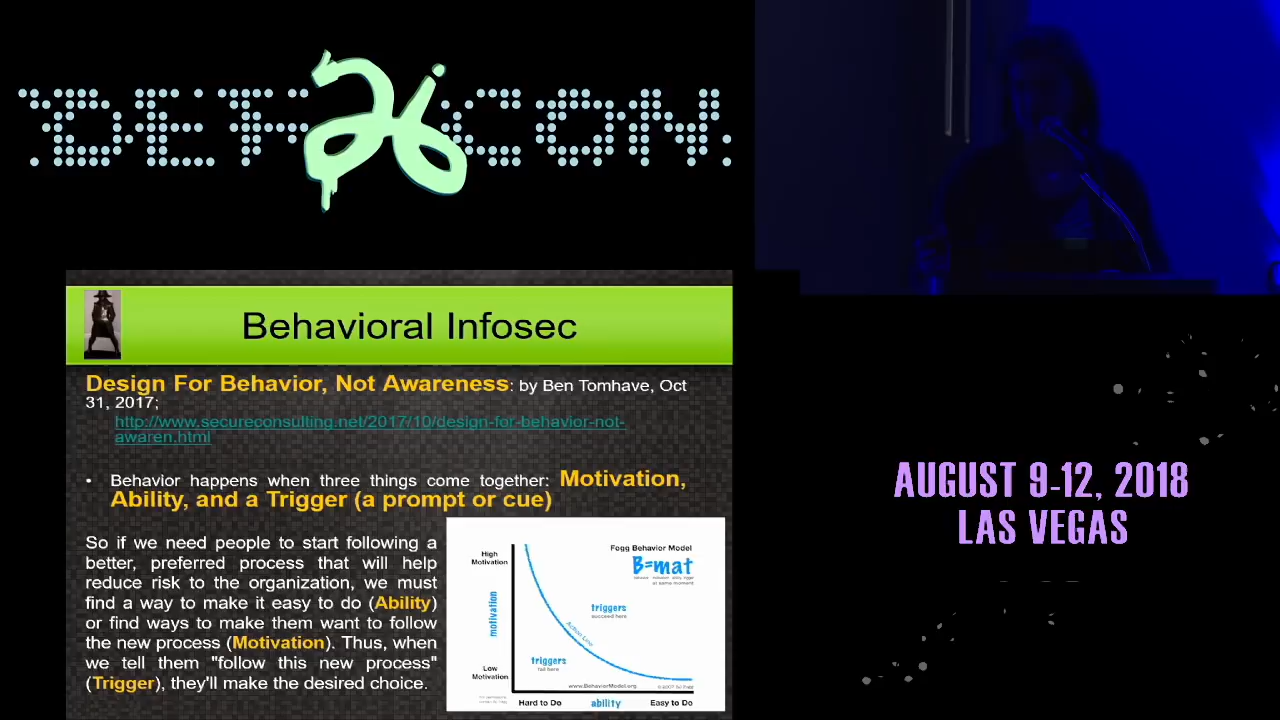 DEF 26 CON
Behavioral Infosec
Design For Behavior, Not Awareness: by Ben Tomhave, Oct
31, 2017;
http://www.secureconsulting.net/2017/10/design-for-behavior-not-
awaren.html
• Behavior happens when three things come together: Motivation,
Ability, and a Trigger (a prompt or cue)
So if we need people to start following a
better, preferred process that will help
reduce risk to the organization, we must
find a way to make it easy to do (Ability)
or find ways to make them want to follow
the new process (Motivation). Thus, when
we tell them "follow this new process"
(Trigger), they'll make the desired choice.
High
Motivation
Fogg Behavior Model
B=mat
at same moment
motivation
triggers
succeed here
Action Line
triggers
fail here
Low
Motivation
www.BehaviorModel.org
Hard to Do
ability
Easy to Do
AUGUST 9-12, 2018
LAS VEGAS